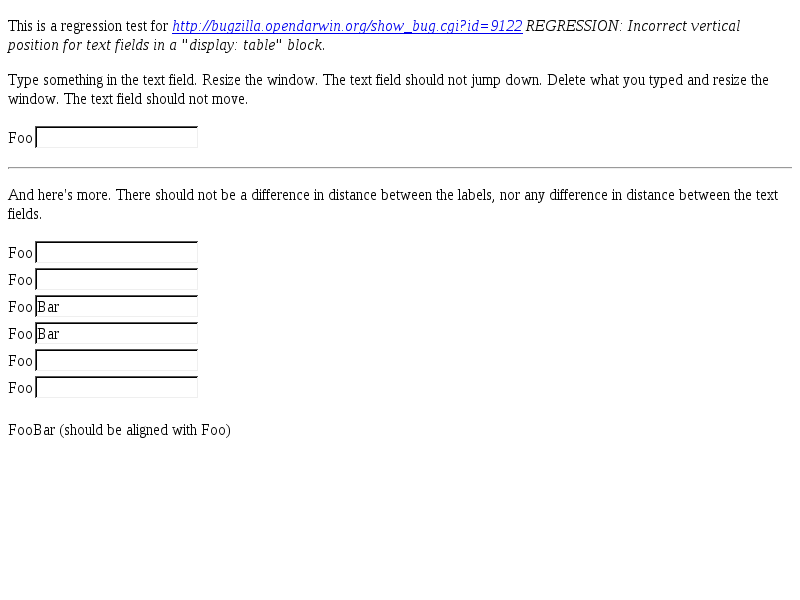 This is a regression test for http://bugzilla.opendarwin.org/show_bug.cgi?id=9122 REGRESSION: Incorrect vertical
position for text fields in a "display: table" block.
Type something in the text field. Resize the window. The text field should not jump down. Delete what you typed and resize the
window. The text field should not move.
Foo
And here's more. There should not be a difference in distance between the labels, nor any difference in distance between the text
fields.
Foo
Foo
Foo Bar
Foo Bar
Foo
Foo
FooBar (should be aligned with Foo)